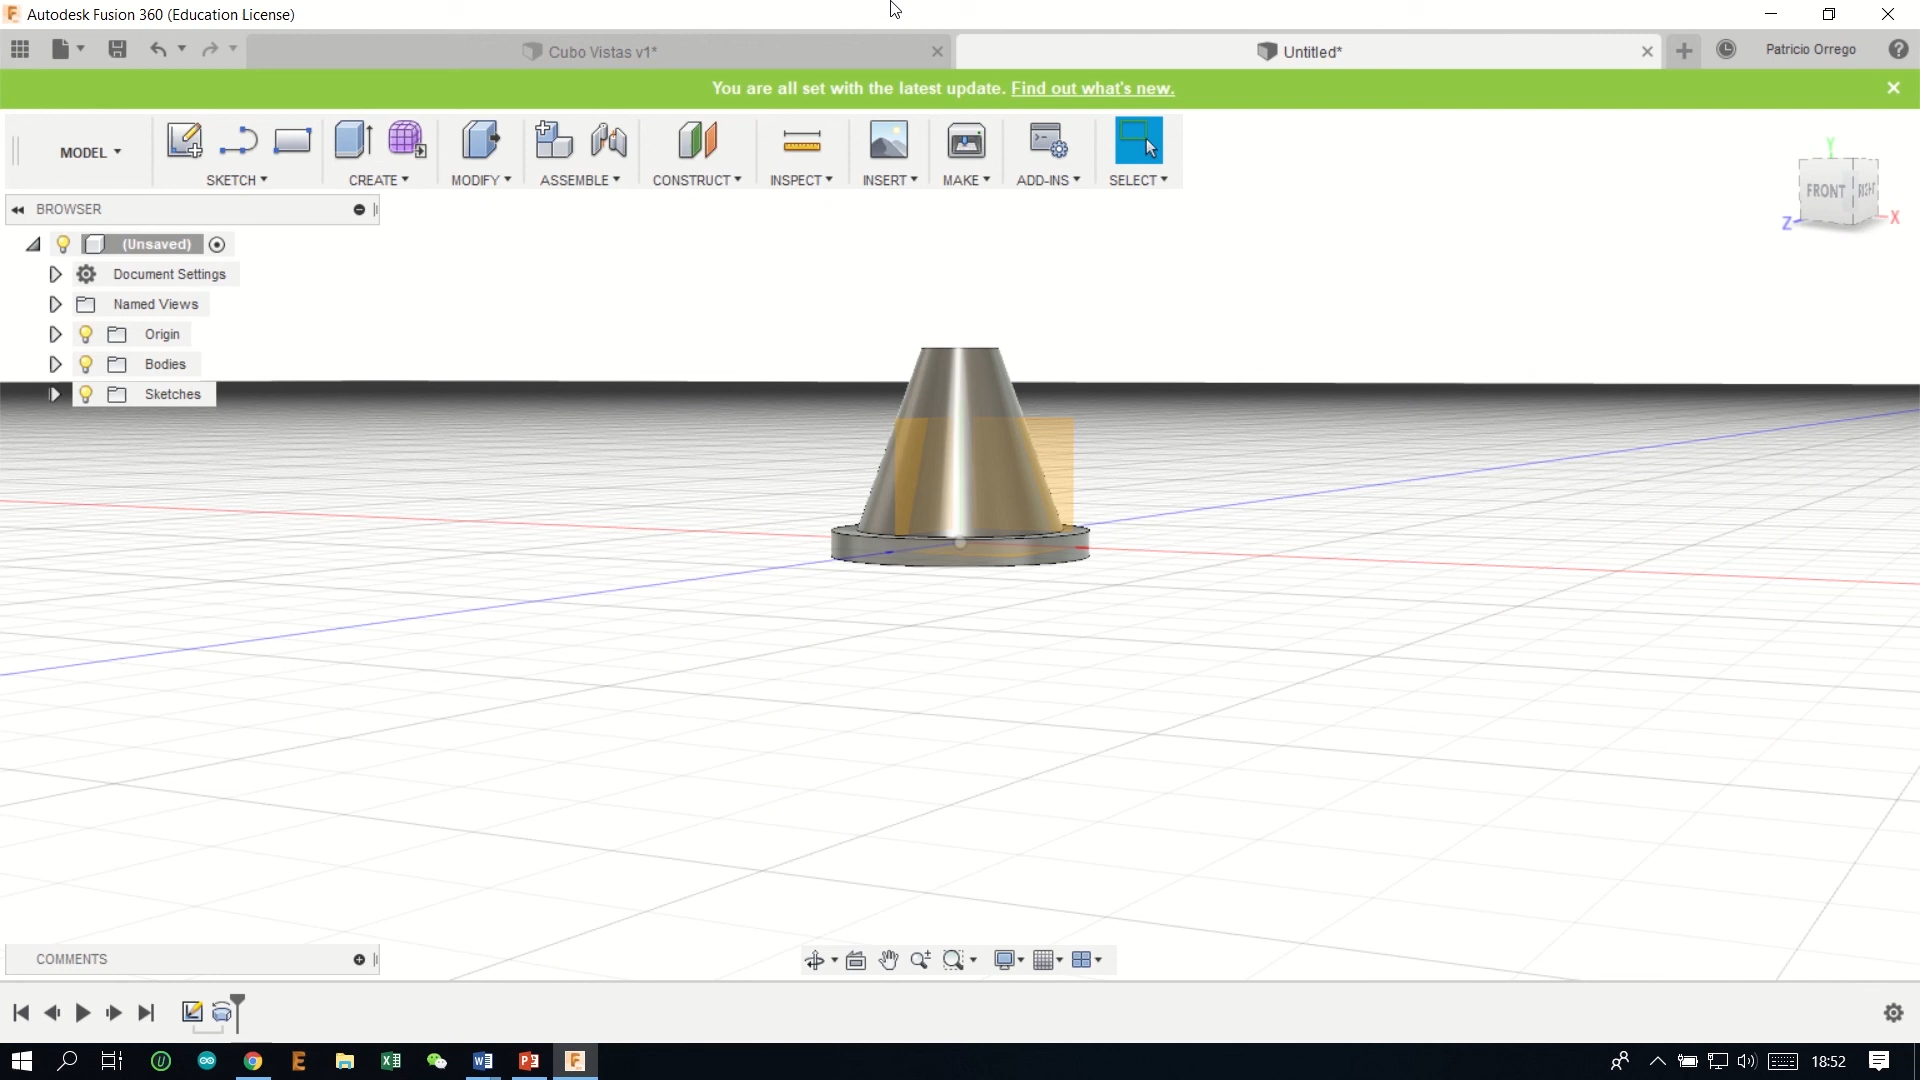 Autodesk Fusion 360 (Education License)
Cubo Vistas v1*
Untitled*
Patricio Orrego
You are all set with the latest update. Find out what's new.
MODEL
SKETCH
CREATE
MODIFY
ASSEMBLE
CONSTRUCT
INSPECT
INSERT
MAKE
ADD-INS
SELECT
Y
FRONT
RIGHT
Z
X
BROWSER
(Unsaved)
Document Settings
Named Views
Origin
Bodies
Sketches
COMMENTS
18:52